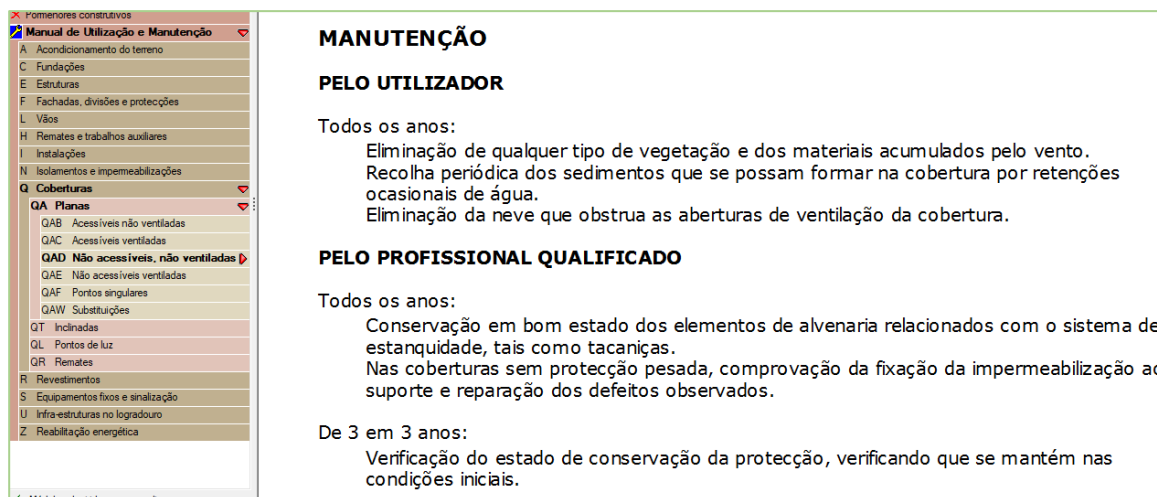 Pormenores construtivos
Manual de Utilização e Manutenção
A Acondicionamento do terreno
C Fundações
E Estruturas
F Fachadas, divisões e protecções
L Vãos
H Remates e trabalhos auxiliares
I Instalações
N Isolamentos e impermeabilizações
Q Coberturas
QA Planas
QAB Acessíveis não ventiladas
QAC Acessíveis ventiladas
QAD Não acessíveis, não ventiladas
QAE Não acessíveis ventiladas
QAF Pontos singulares
QAW Substituições
QT Inclinadas
QL Pontos de luz
QR Remates
R Revestimentos
S Equipamentos fixos e sinalização
U Infra-estruturas no logradouro
Z Reabilitação energética
MANUTENÇÃO
PELO UTILIZADOR
Todos os anos:
Eliminação de qualquer tipo de vegetação e dos materiais acumulados pelo vento.
Recolha periódica dos sedimentos que se possam formar na cobertura por retenções
ocasionais de água.
Eliminação da neve que obstrua as aberturas de ventilação da cobertura.
PELO PROFISSIONAL QUALIFICADO
Todos os anos:
Conservação em bom estado dos elementos de alvenaria relacionados com o sistema de
estanquidade, tais como tacaniças.
Nas coberturas sem protecção pesada, comprovação da fixação da impermeabilização ao
suporte e reparação dos defeitos observados.
De 3 em 3 anos:
Verificação do estado de conservação da protecção, verificando que se mantém nas
condições iniciais.